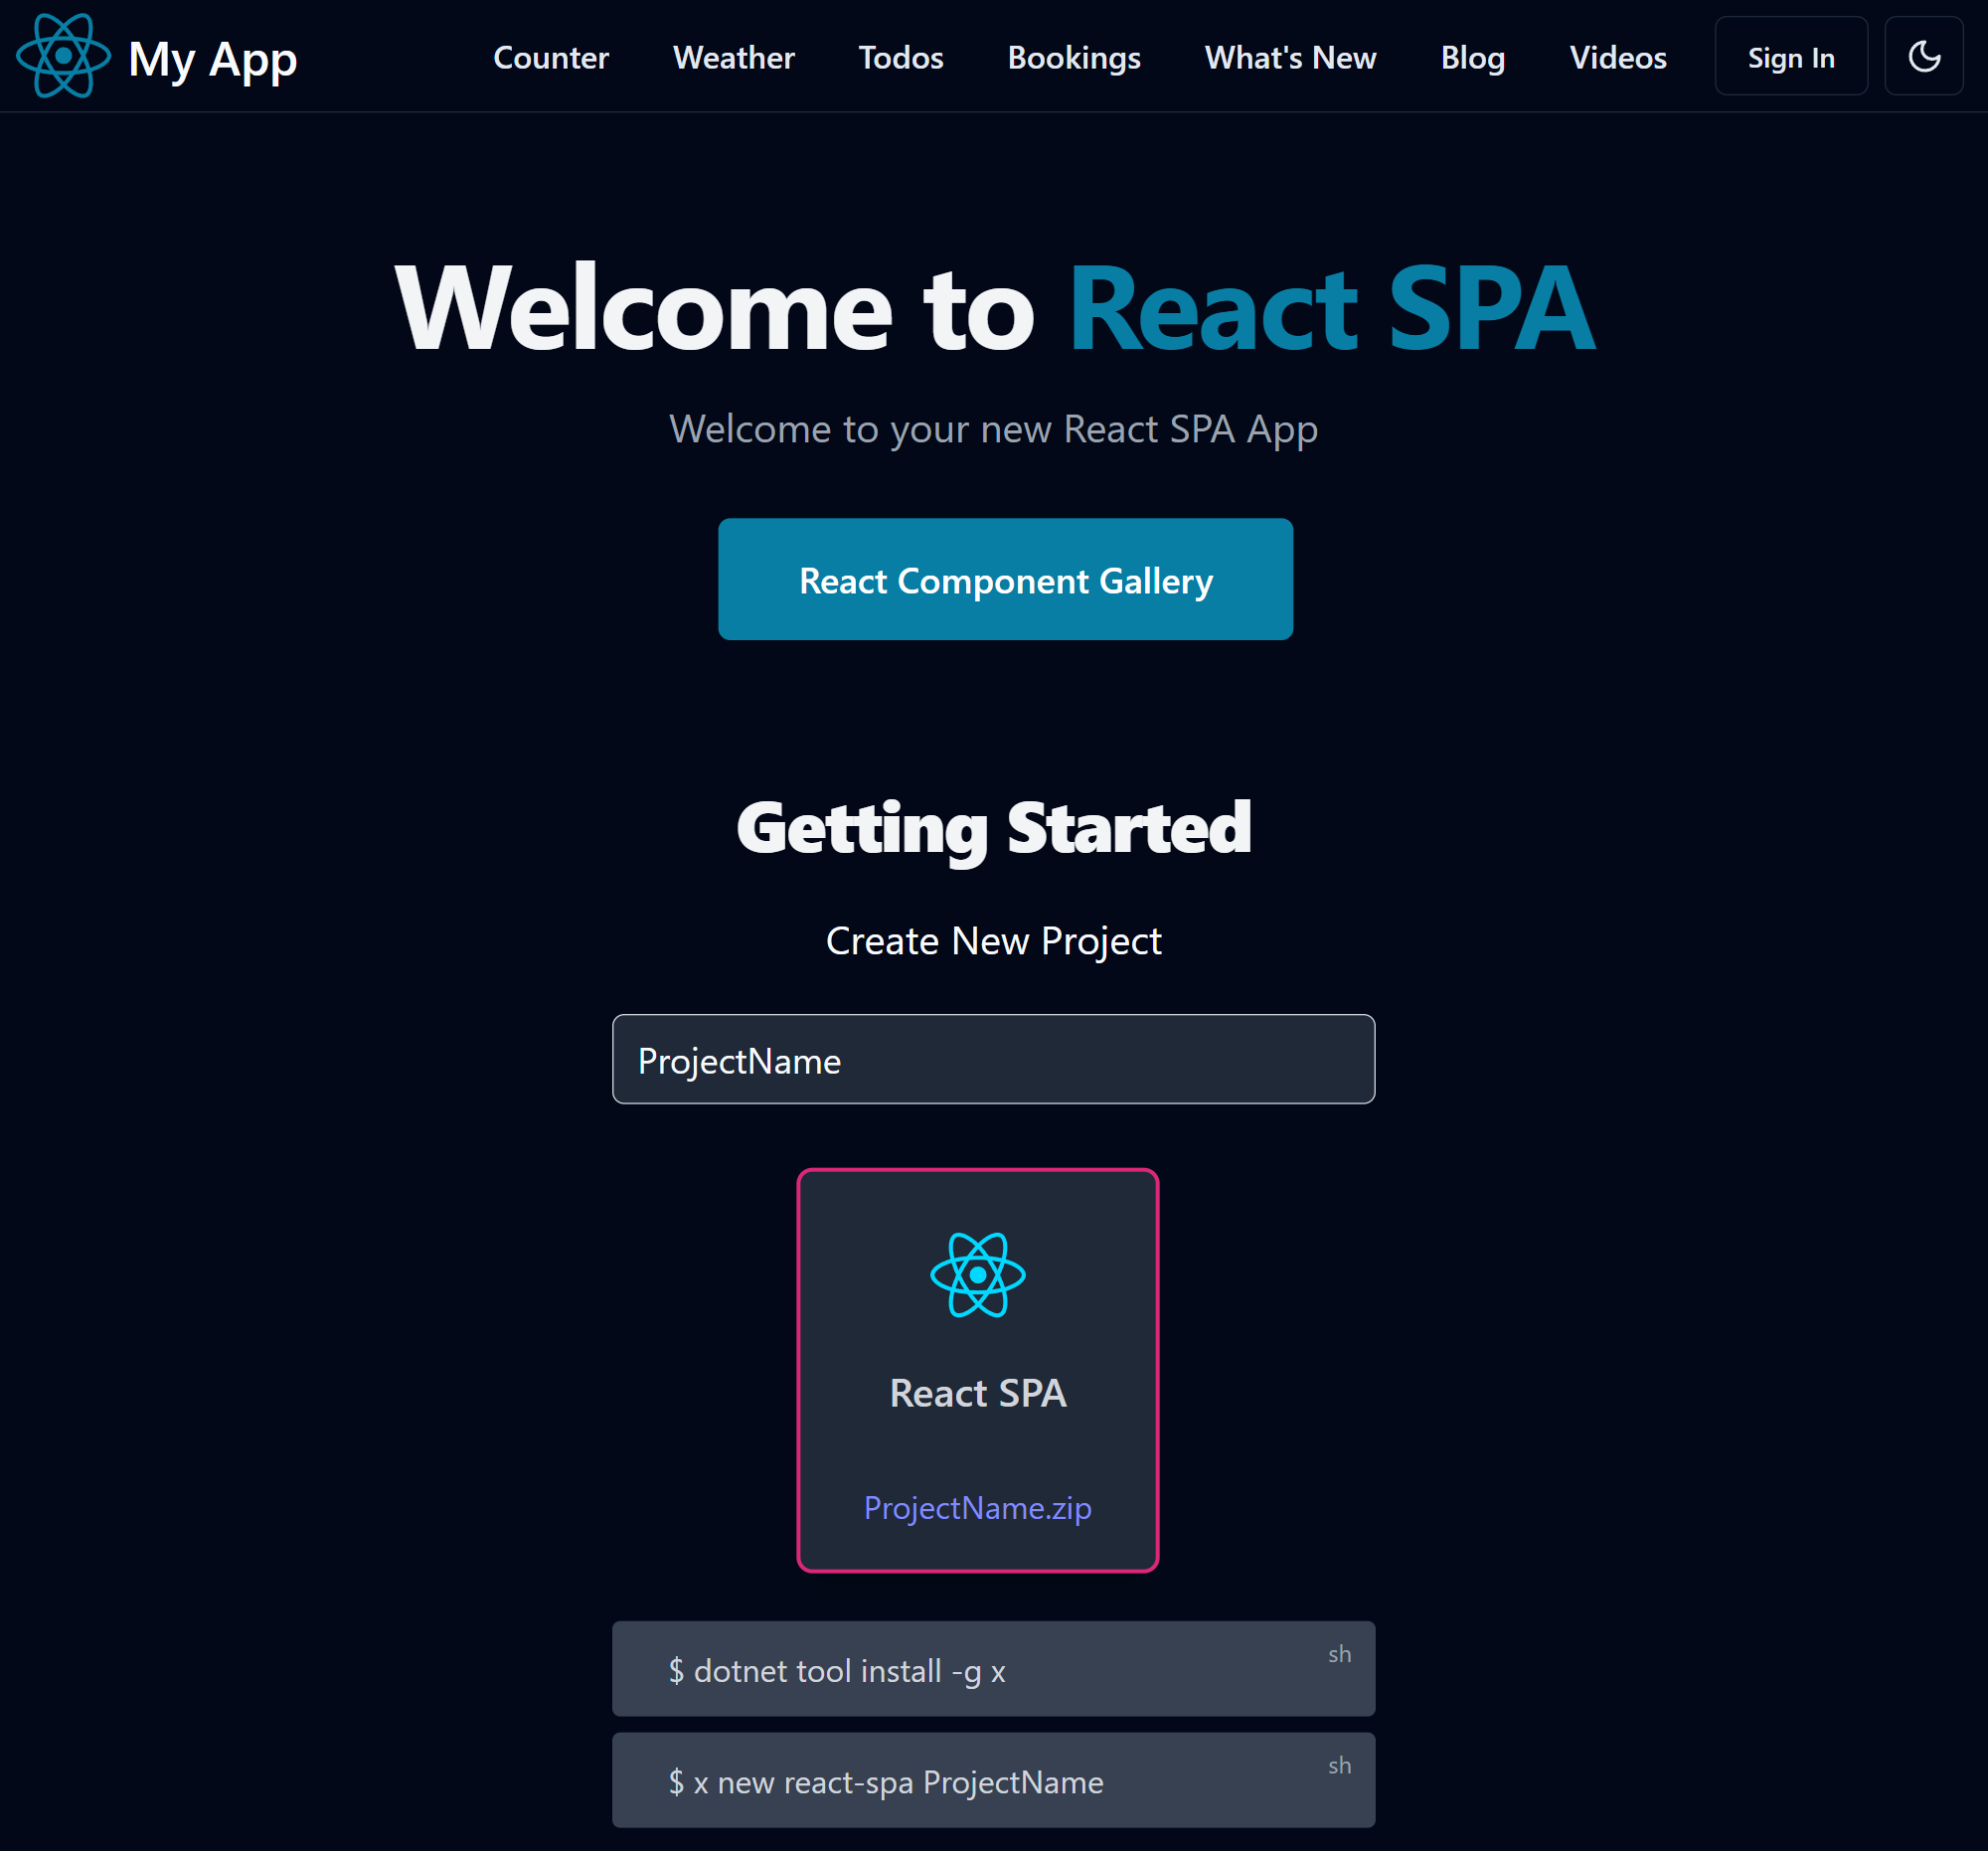 My App
Counter Weather Todos Bookings What's New Blog Videos Sign In
Welcome to React SPA
Welcome to your new React SPA App
React Component Gallery
Getting Started
Create New Project
ProjectName
React SPA
ProjectName.zip
$ dotnet tool install -g x
sh
$ x new react-spa ProjectName
sh